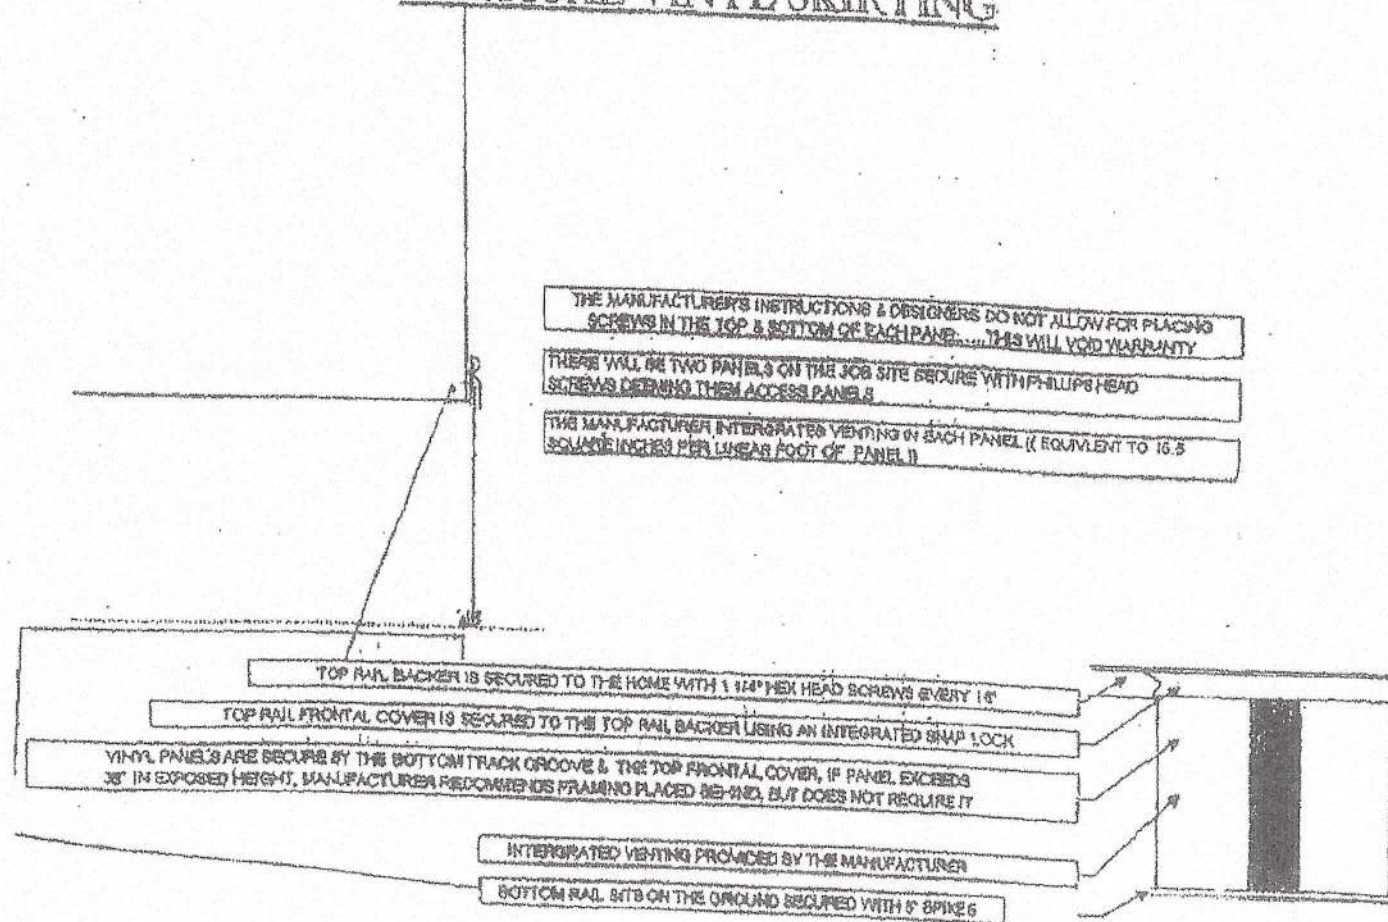 VINYL SKIRTING
THE MANUFACTURER'S INSTRUCTIONS & DESIGNERS DO NOT ALLOW FOR PLACING
SCREWS IN THE TOP & BOTTOM OF EACH PANEL.....THIS WILL VOID WARRANTY
THERE WILL BE TWO PANELS ON THE JOB SITE SECURE WITH PHILLIPS HEAD
SCREWS DEEMING THEM ACCESS PANELS
THE MANUFACTURER INTERGRATED VENTING IN EACH PANEL (( EQUIVLENT TO 16.5
SQUARE INCHES PER LINEAR FOOT OF PANEL ))
TOP RAIL BACKER IS SECURED TO THE HOME WITH 1 1/4" HEX HEAD SCREWS EVERY
TOP RAIL FRONTAL COVER IS SECURED TO THE TOP RAIL BACKER USING AN INTEGRATED SNAP LOCK
VINYL PANELS ARE SECURE BY THE BOTTOM TRACK GROOVE & THE TOP FRONTAL COVER, IF PANEL EXCEEDS
IN EXPOSED HEIGHT, MANUFACTURER RECOMMENDS FRAMING PLACED BEHIND, BUT DOES NOT REQUIRE IT
INTERGRATED VENTING PROVIDED BY THE MANUFACTURER
BOTTOM RAIL SITS ON THE GROUND SECURED WITH SPIKES